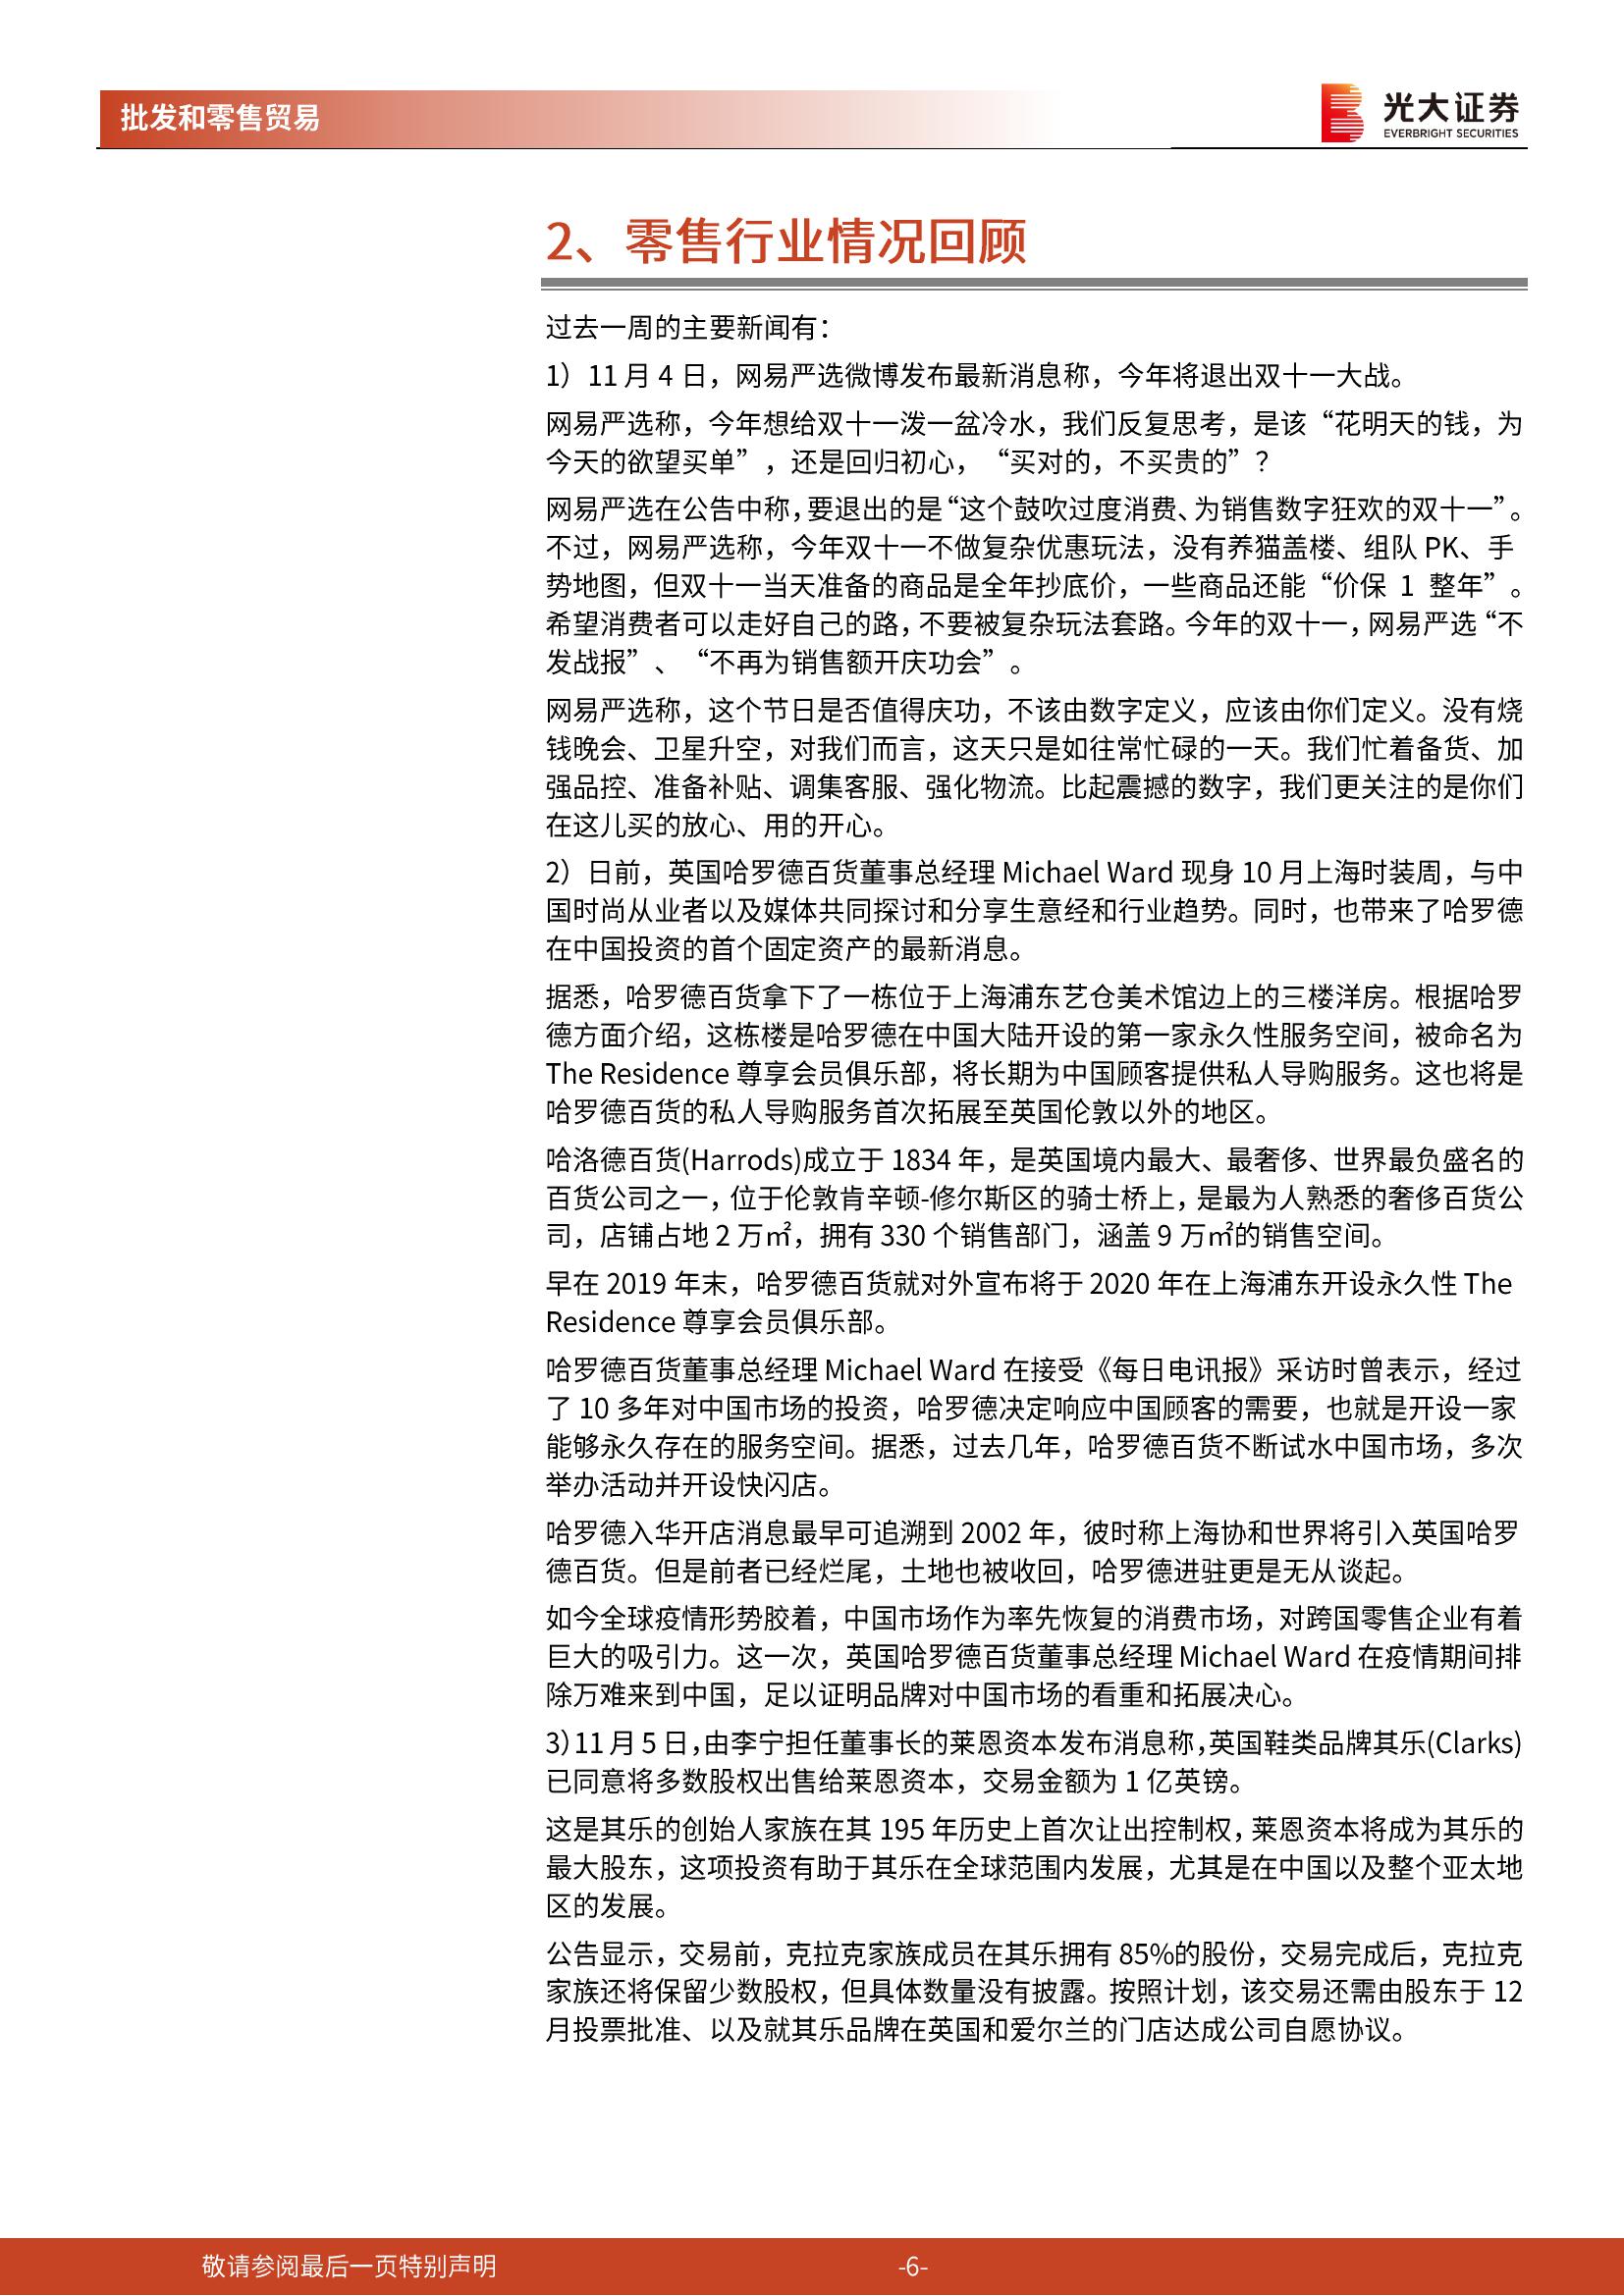 批发和零售贸易
光大证券
EVERBRIGHT SECURITIES
2、零售行业情况回顾
过去一周的主要新闻有：
1）11 月 4 日，网易严选微博发布最新消息称，今年将退出双十一大战。
网易严选称，今年想给双十一泼一盆冷水，我们反复思考，是该“花明天的钱，为
今天的欲望买单”，还是回归初心，“买对的，不买贵的”？
网易严选在公告中称，要退出的是“这个鼓吹过度消费、为销售数字狂欢的双十一”。
不过，网易严选称，今年双十一不做复杂优惠玩法，没有养猫盖楼、组队 PK、手
势地图，但双十一当天准备的商品是全年抄底价，一些商品还能“价保 1 整年”。
希望消费者可以走好自己的路，不要被复杂玩法套路。今年的双十一，网易严选“不
发战报”、“不再为销售额开庆功会”。
网易严选称，这个节日是否值得庆功，不该由数字定义，应该由你们定义。没有烧
钱晚会、卫星升空，对我们而言，这天只是如往常忙碌的一天。我们忙着备货、加
强品控、准备补贴、调集客服、强化物流。比起震撼的数字，我们更关注的是你们
在这儿买的放心、用的开心。
2）日前，英国哈罗德百货董事总经理 Michael Ward 现身 10 月上海时装周，与中
国时尚从业者以及媒体共同探讨和分享生意经和行业趋势。同时，也带来了哈罗德
在中国投资的首个固定资产的最新消息。
据悉，哈罗德百货拿下了一栋位于上海浦东艺仓美术馆边上的三楼洋房。根据哈罗
德方面介绍，这栋楼是哈罗德在中国大陆开设的第一家永久性服务空间，被命名为
The Residence 尊享会员俱乐部，将长期为中国顾客提供私人导购服务。这也将是
哈罗德百货的私人导购服务首次拓展至英国伦敦以外的地区。
哈洛德百货(Harrods)成立于 1834 年，是英国境内最大、最奢侈、世界最负盛名的
百货公司之一，位于伦敦肯辛顿-修尔斯区的骑士桥上，是最为人熟悉的奢侈百货公
司，店铺占地 2 万㎡，拥有 330 个销售部门，涵盖 9 万㎡的销售空间。
早在 2019 年末，哈罗德百货就对外宣布将于 2020 年在上海浦东开设永久性 The
Residence 尊享会员俱乐部。
哈罗德百货董事总经理 Michael Ward 在接受《每日电讯报》采访时曾表示，经过
了 10 多年对中国市场的投资，哈罗德决定响应中国顾客的需要，也就是开设一家
能够永久存在的服务空间。据悉，过去几年，哈罗德百货不断试水中国市场，多次
举办活动并开设快闪店。
哈罗德入华开店消息最早可追溯到 2002 年，彼时称上海协和世界将引入英国哈罗
德百货。但是前者已经烂尾，土地也被收回，哈罗德进驻更是无从谈起。
如今全球疫情形势胶着，中国市场作为率先恢复的消费市场，对跨国零售企业有着
巨大的吸引力。这一次，英国哈罗德百货董事总经理 Michael Ward 在疫情期间排
除万难来到中国，足以证明品牌对中国市场的看重和拓展决心。
3）11 月 5 日，由李宁担任董事长的莱恩资本发布消息称，英国鞋类品牌其乐(Clarks)
已同意将多数股权出售给莱恩资本，交易金额为 1 亿英镑。
这是其乐的创始人家族在其 195 年历史上首次让出控制权，莱恩资本将成为其乐的
最大股东，这项投资有助于其乐在全球范围内发展，尤其是在中国以及整个亚太地
区的发展。
公告显示，交易前，克拉克家族成员在其乐拥有 85%的股份，交易完成后，克拉克
家族还将保留少数股权，但具体数量没有披露。按照计划，该交易还需由股东于 12
月投票批准、以及就其乐品牌在英国和爱尔兰的门店达成公司自愿协议。
敬请参阅最后一页特别声明
-6-